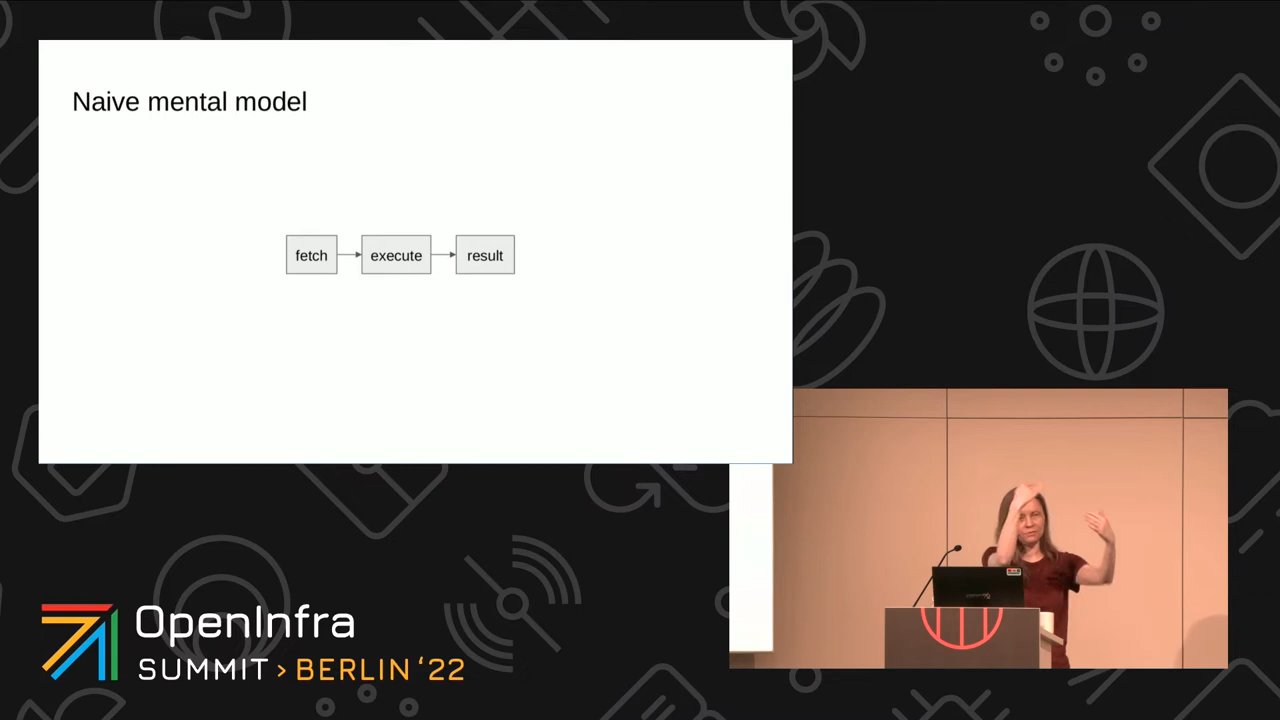 Naive mental model
fetch
execute
result
OpenInfra
SUMMIT > BERLIN ‘22